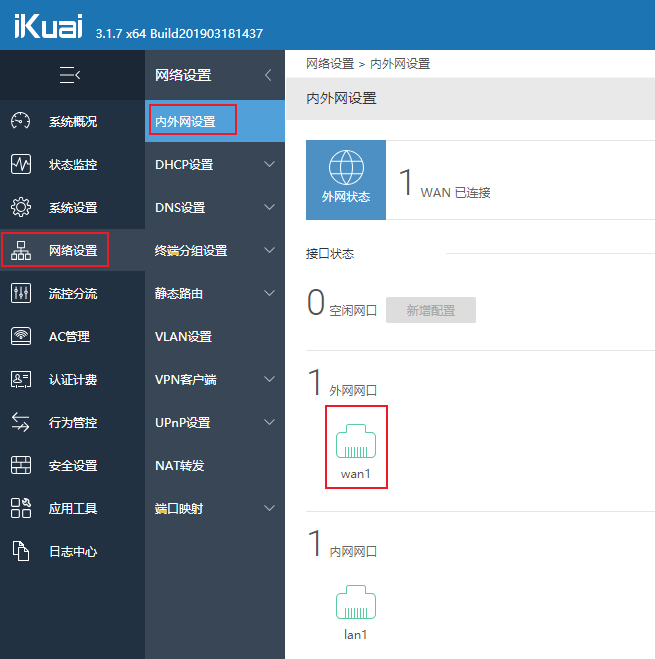 iKuai 3.1.7 x64 Build201903181437
系统概况
状态监控
系统设置
网络设置
流控分流
AC管理
认证计费
行为管控
安全设置
应用工具
日志中心
网络设置
内外网设置
DHCP设置
DNS设置
终端分组设置
静态路由
VLAN设置
VPN客户端
UPnP设置
NAT转发
端口映射
网络设置 > 内外网设置
内外网设置
外网状态
1 WAN 已连接
接口状态
0 空闲网口 新增配置
1 外网网口
wan1
1 内网网口
lan1